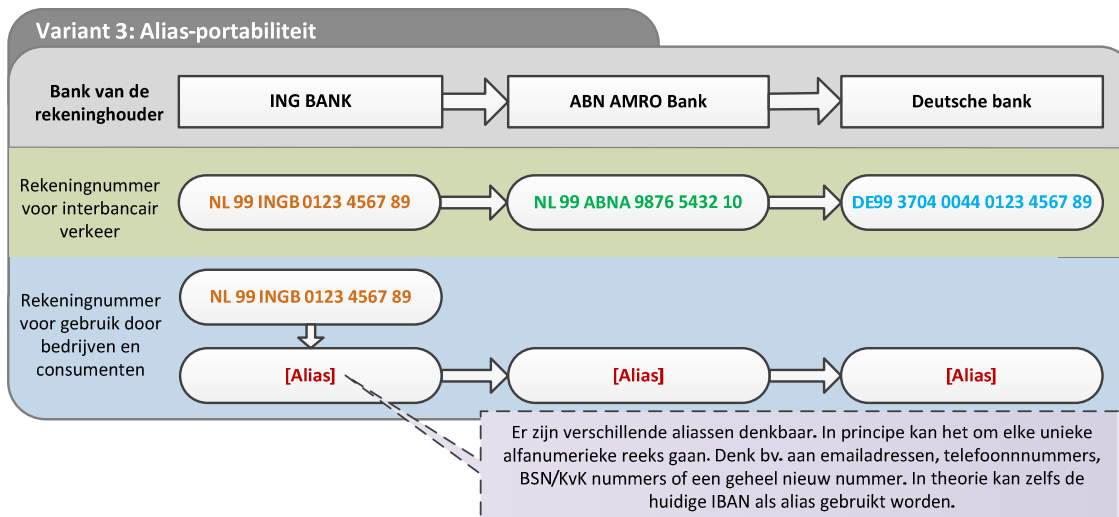 Variant 3: Alias-portabiliteit
Bank van de
rekeninghouder
ING BANK
ABN AMRO Bank
Deutsche bank
Rekeningnummer
voor interbancair
verkeer
NL 99 INGB 0123 4567 89
NL 99 ABNA 9876 5432 10
DE99 3704 0044 0123 4567 89
Rekeningnummer
voor gebruik door
bedrijven en
consumenten
NL 99 INGB 0123 4567 89
[Alias]
[Alias]
[Alias]
Er zijn verschillende aliassen denkbaar. In principe kan het om elke unieke
alfanumerieke reeks gaan. Denk bv. aan emailadressen, telefoonnnummers,
BSN/KvK nummers of een geheel nieuw nummer. In theorie kan zelfs de
huidige IBAN als alias gebruikt worden.